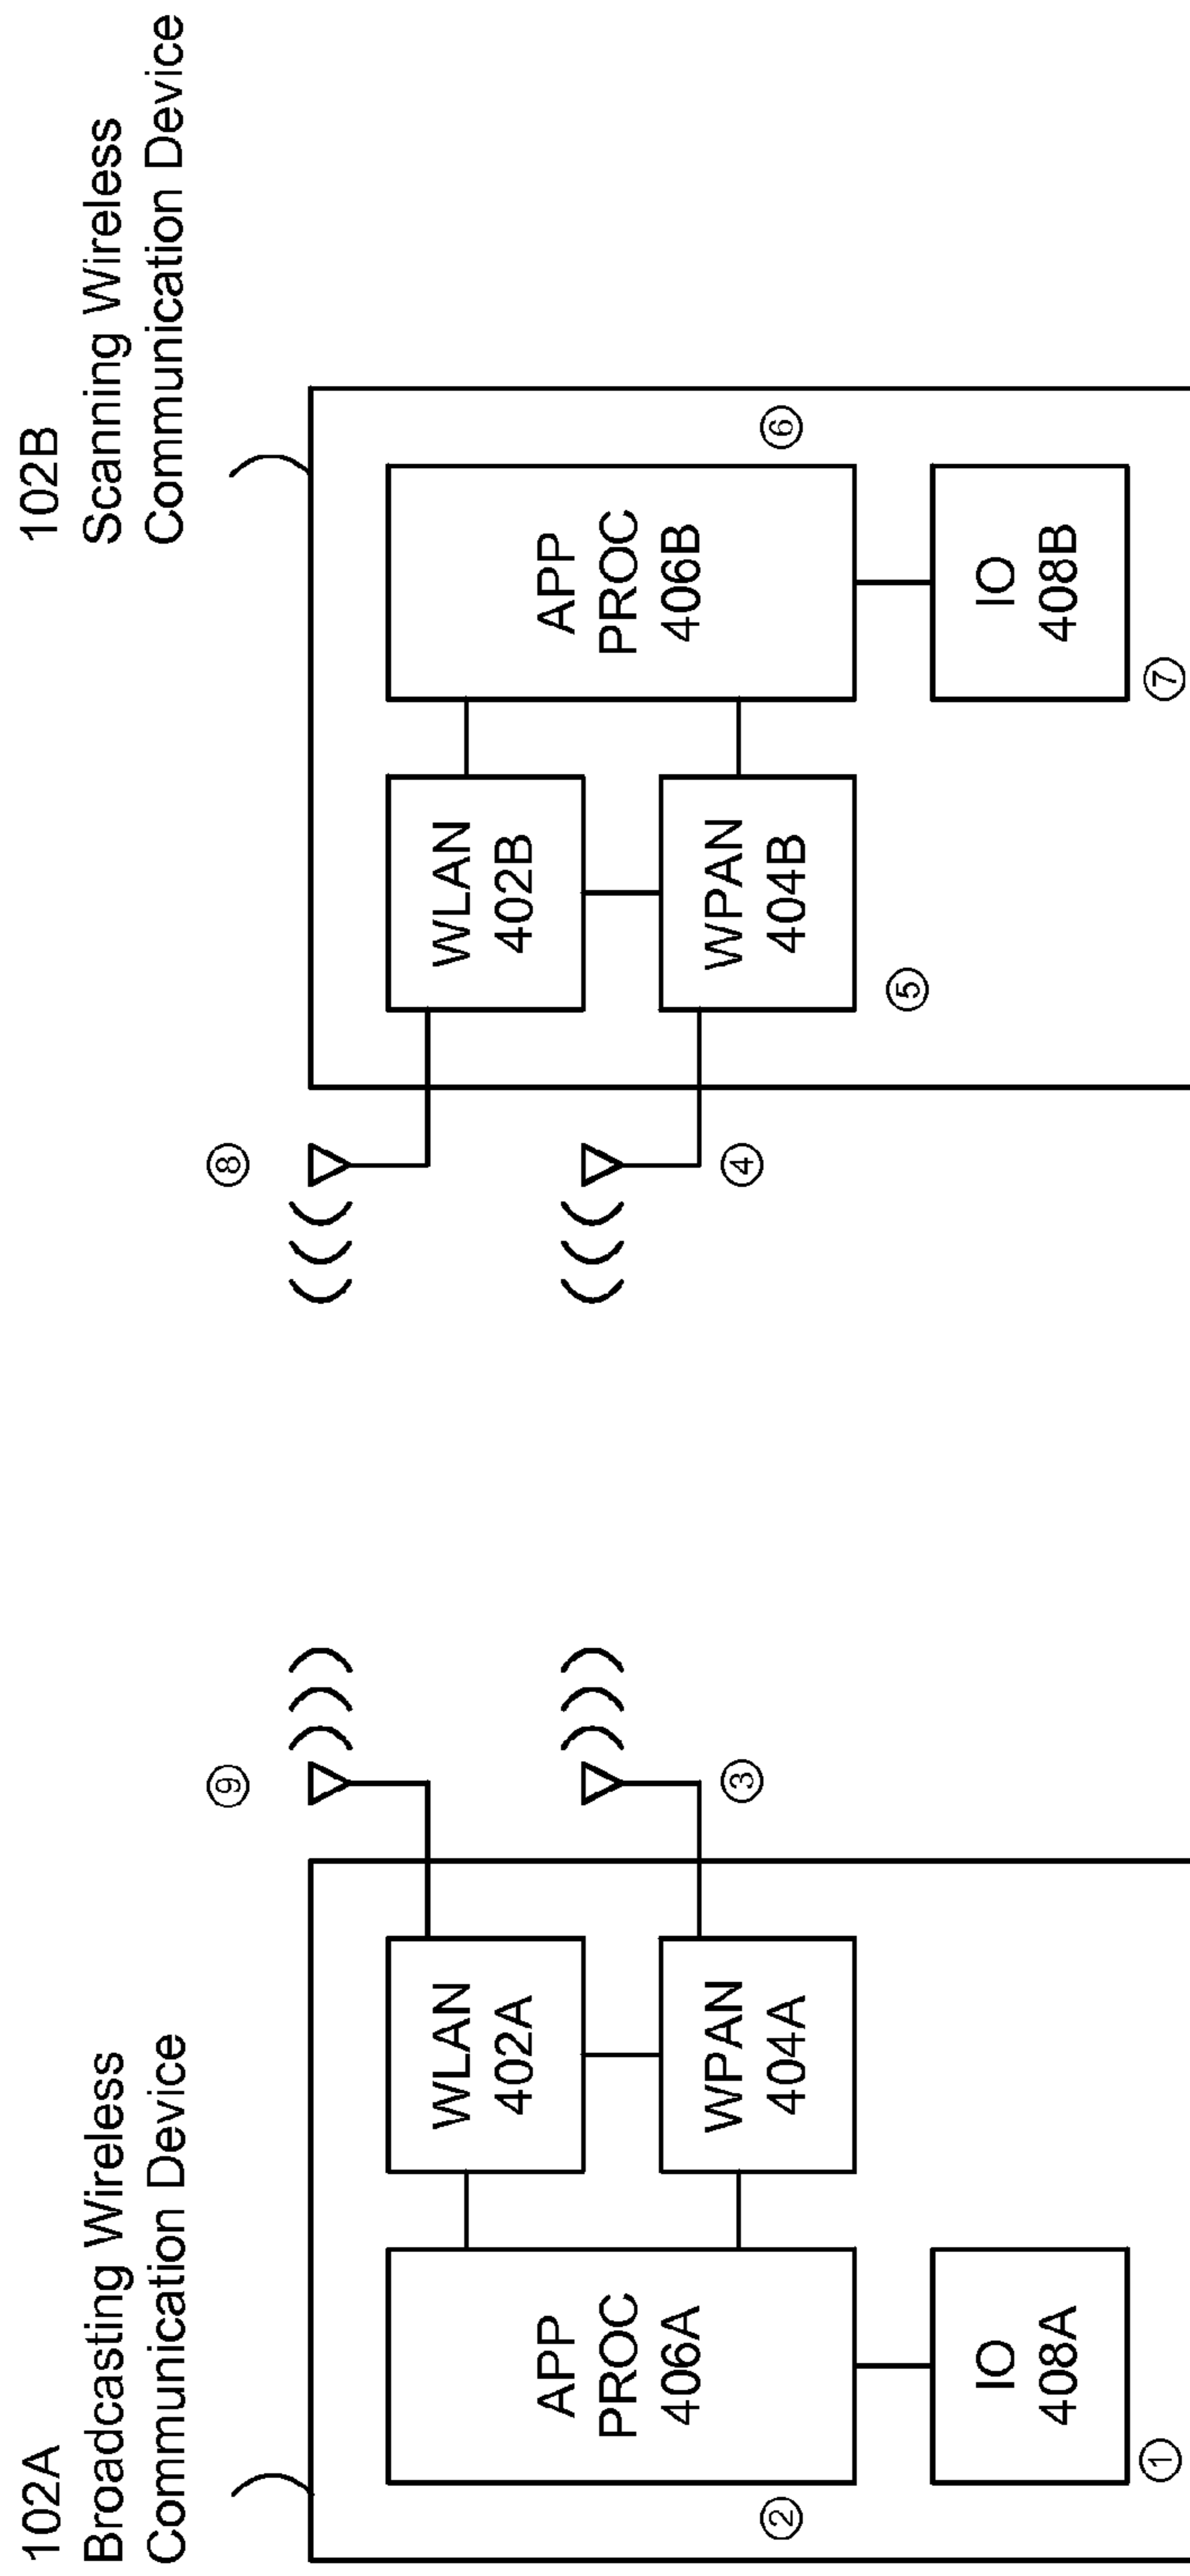 102A
Broadcasting Wireless
Communication Device
102B
Scanning Wireless
Communication Device
⑨
⑧
WLAN
402A
WLAN
402B
APP
PROC
406A
APP
PROC
406B
WPAN
404A
WPAN
404B
③
④
②
⑥
⑤
IO
408A
IO
408B
①
⑦